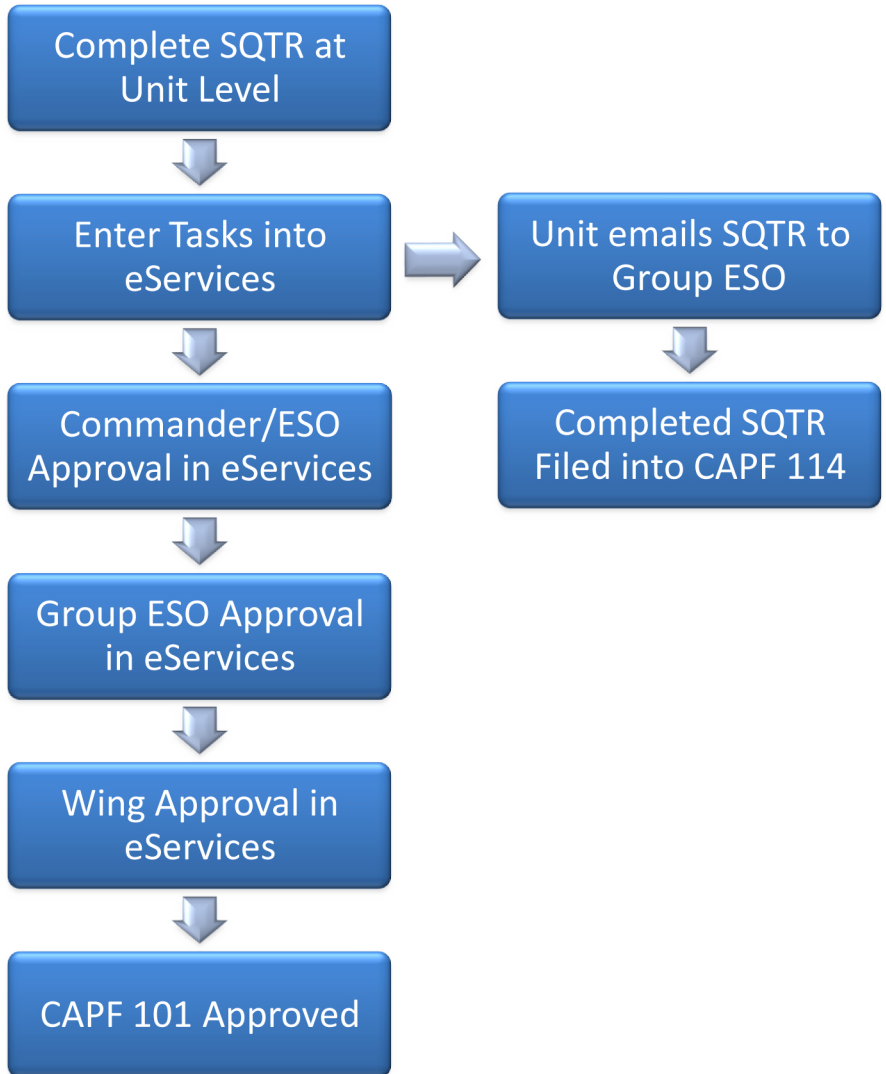 Complete SQTR at
Unit Level
Enter Tasks into
eServices
Unit emails SQTR to
Group ESO
Commander/ESO
Approval in eServices
Completed SQTR
Filed into CAPF 114
Group ESO Approval
in eServices
Wing Approval in
eServices
CAPF 101 Approved